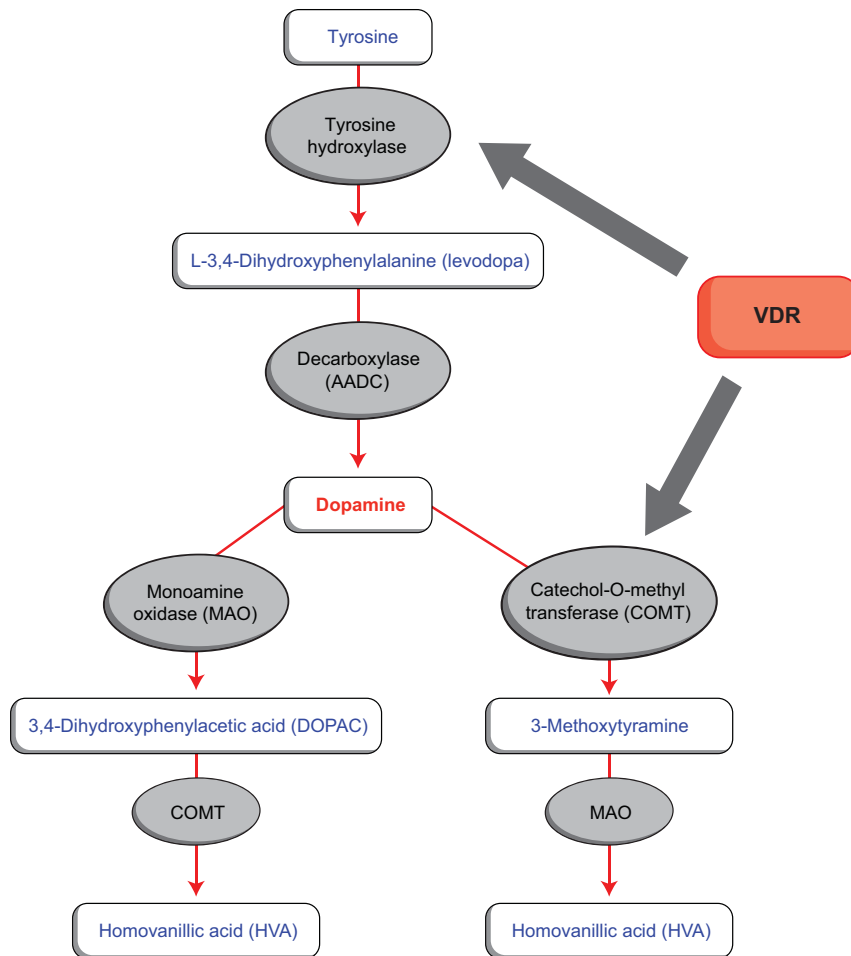 Tyrosine
Tyrosine
hydroxylase
L-3,4-Dihydroxyphenylalanine (levodopa)
VDR
Decarboxylase
(AADC)
Dopamine
Monoamine
oxidase (MAO)
Catechol-O-methyl
transferase (COMT)
3,4-Dihydroxyphenylacetic acid (DOPAC)
3-Methoxytyramine
COMT
MAO
Homovanillic acid (HVA)
Homovanillic acid (HVA)